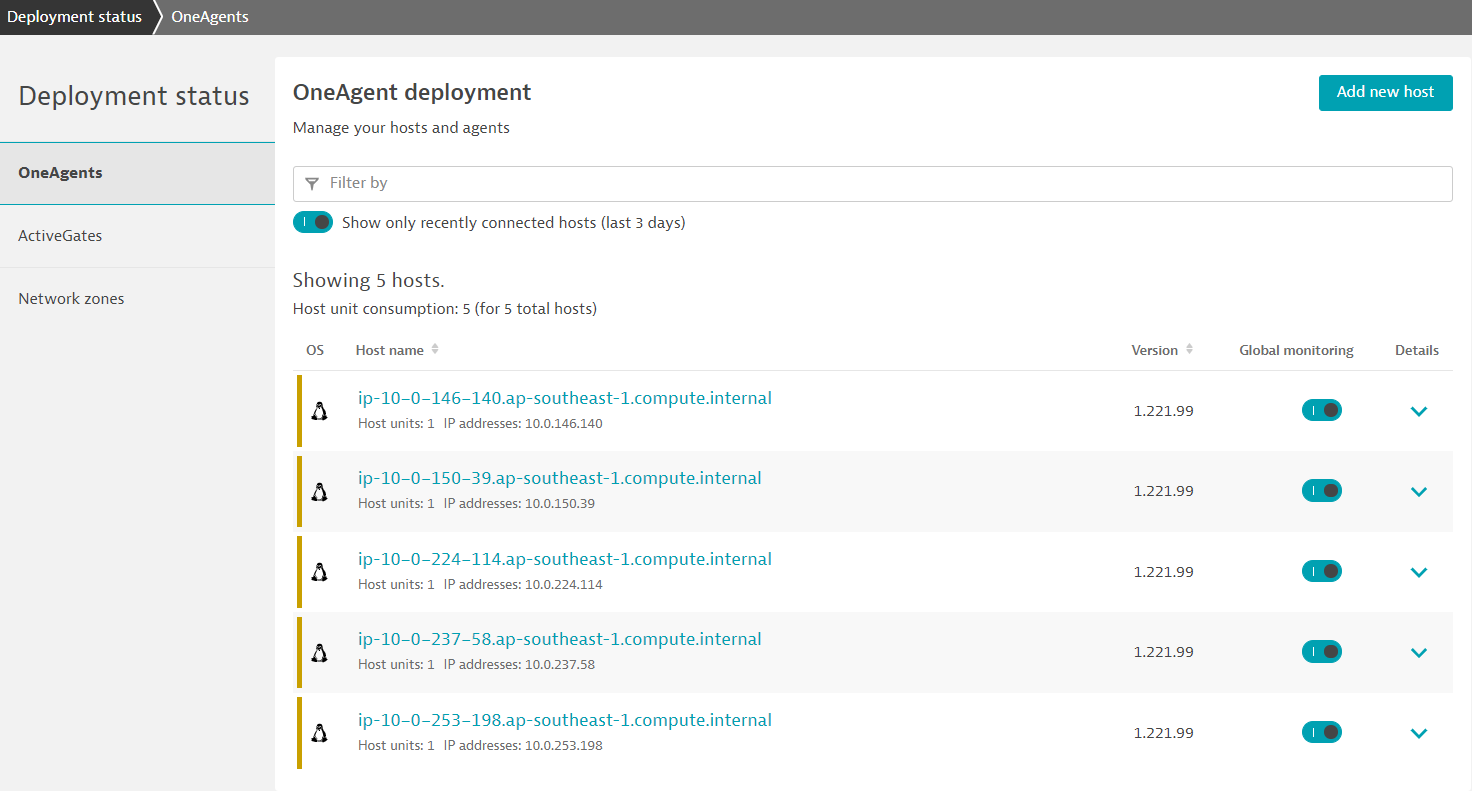 Deployment status OneAgents
Deployment status
OneAgents
ActiveGates
Network zones
OneAgent deployment
Add new host
Manage your hosts and agents
Filter by
Show only recently connected hosts (last 3 days)
Showing 5 hosts.
Host unit consumption: 5 (for 5 total hosts)
OS Host name Version Global monitoring Details
ip-10-0-146-140.ap-southeast-1.compute.internal
Host units: 1 IP addresses: 10.0.146.140
1.221.99
ip-10-0-150-39.ap-southeast-1.compute.internal
Host units: 1 IP addresses: 10.0.150.39
1.221.99
ip-10-0-224-114.ap-southeast-1.compute.internal
Host units: 1 IP addresses: 10.0.224.114
1.221.99
ip-10-0-237-58.ap-southeast-1.compute.internal
Host units: 1 IP addresses: 10.0.237.58
1.221.99
ip-10-0-253-198.ap-southeast-1.compute.internal
Host units: 1 IP addresses: 10.0.253.198
1.221.99